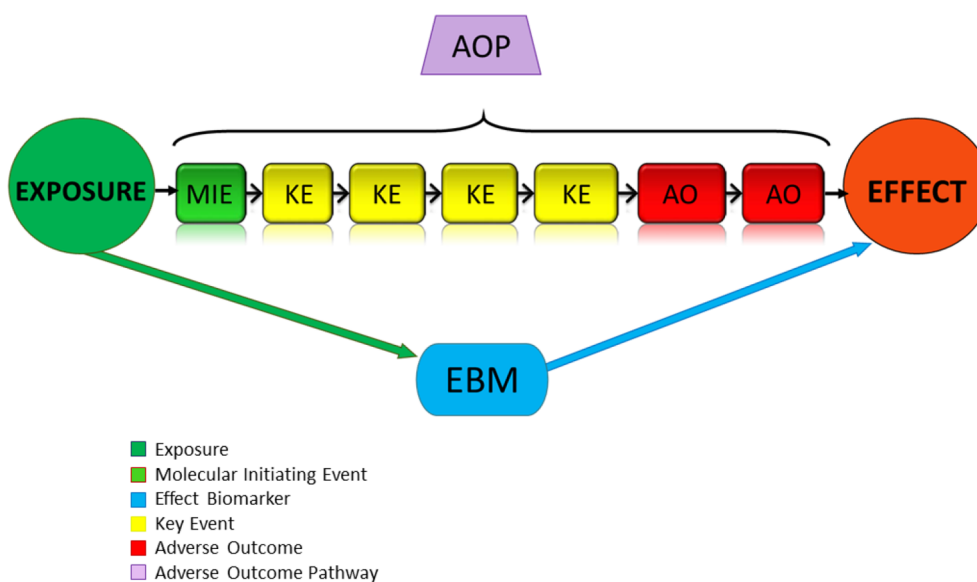 AOP
EXPOSURE
MIE
KE
KE
KE
KE
AO
AO
EFFECT
EBM
Exposure
Molecular Initiating Event
Effect Biomarker
Key Event
Adverse Outcome
Adverse Outcome Pathway